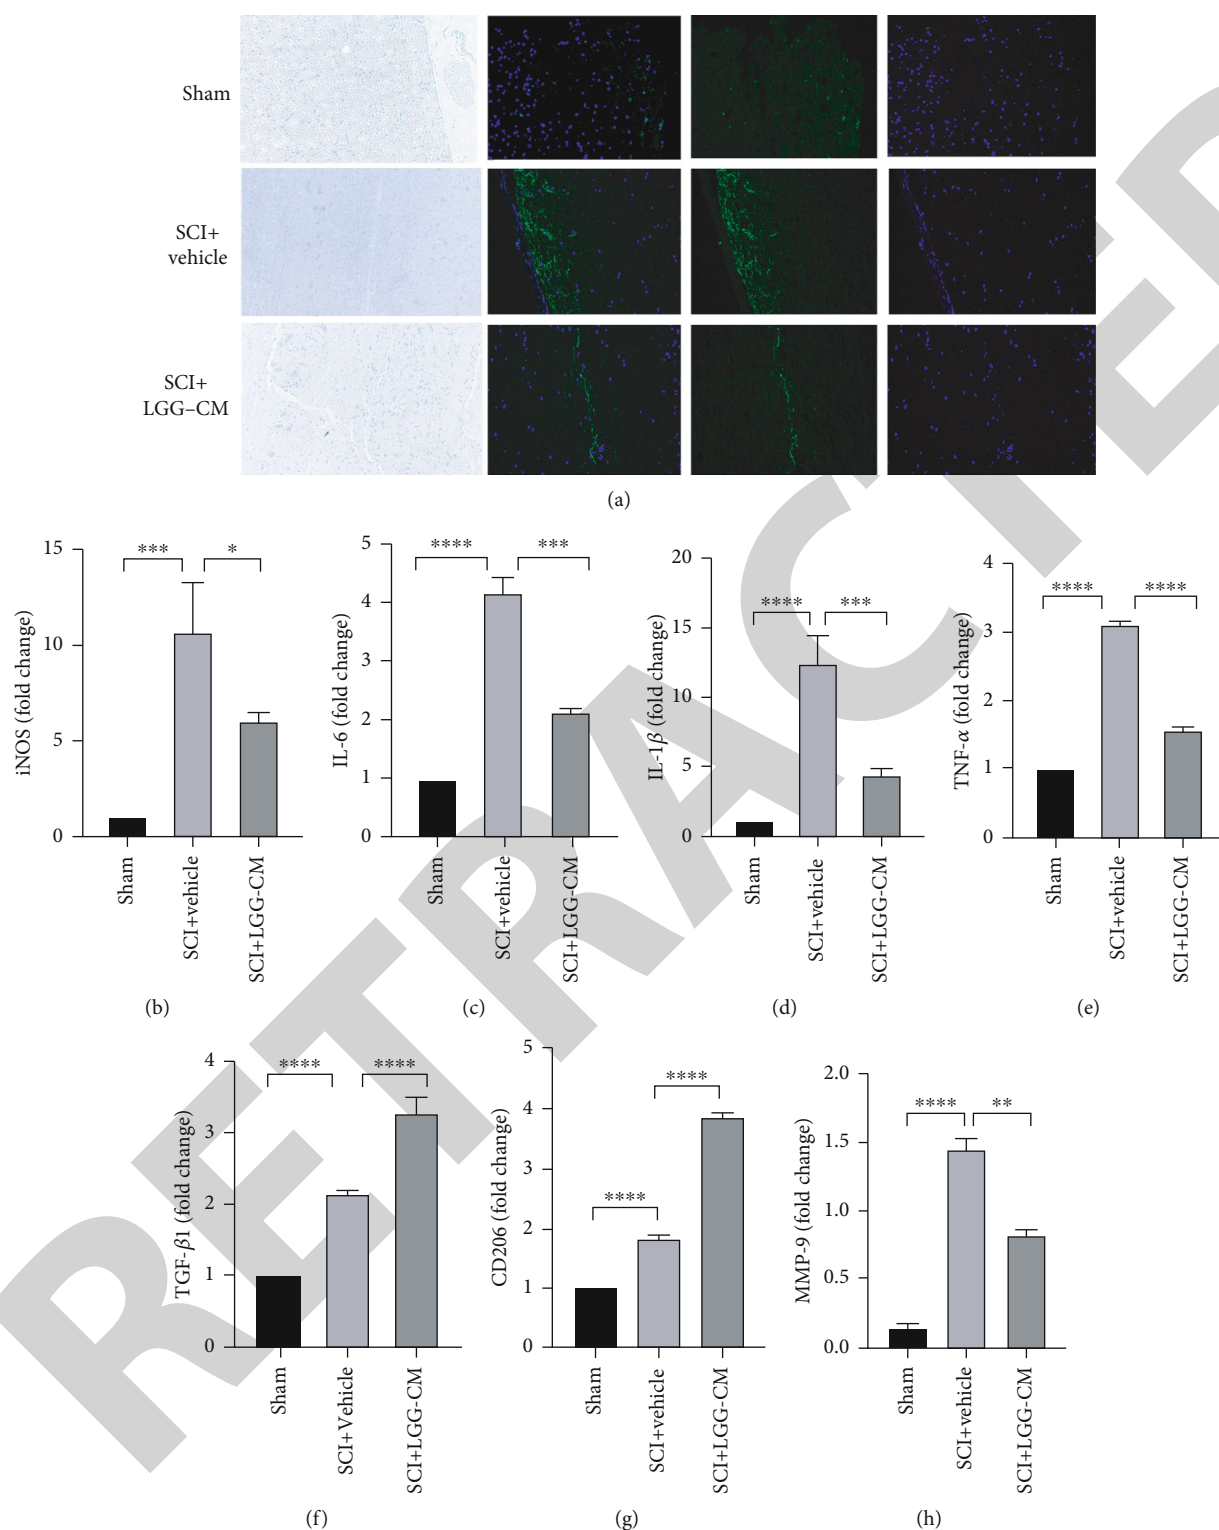 Sham
SCI+
vehicle
SCI+
LGG–CM
(a)
15
10
5
0
iNOS (fold change)
***
*
Sham
SCI+vehicle
SCI+LGG-CM
(b)
5
4
3
2
1
0
IL-6 (fold change)
****
***
Sham
SCI+vehicle
SCI+LGG-CM
(c)
20
15
10
5
0
IL-1β (fold change)
****
***
Sham
SCI+vehicle
SCI+LGG-CM
(d)
4
3
2
1
0
TNF-α (fold change)
****
****
Sham
SCI+vehicle
SCI+LGG-CM
(e)
4
3
2
1
0
TGF-β1 (fold change)
****
****
Sham
SCI+Vehicle
SCI+LGG-CM
(f)
5
4
3
2
1
0
CD206 (fold change)
****
****
Sham
SCI+vehicle
SCI+LGG-CM
(g)
2.0
1.5
1.0
0.5
0.0
MMP-9 (fold change)
****
**
Sham
SCI+vehicle
SCI+LGG-CM
(h)
RETRACTED